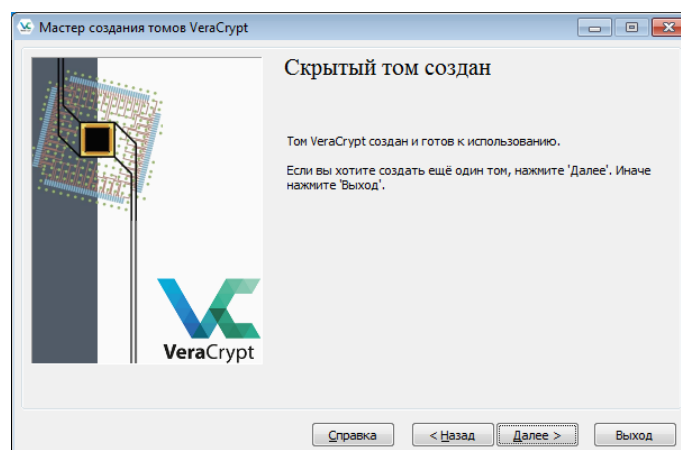 Мастер создания томов VeraCrypt
Скрытый том создан
Том VeraCrypt создан и готов к использованию.
Если вы хотите создать ещё один том, нажмите 'Далее'. Иначе
нажмите 'Выход'.
VeraCrypt
Справка
< Назад
Далее >
Выход